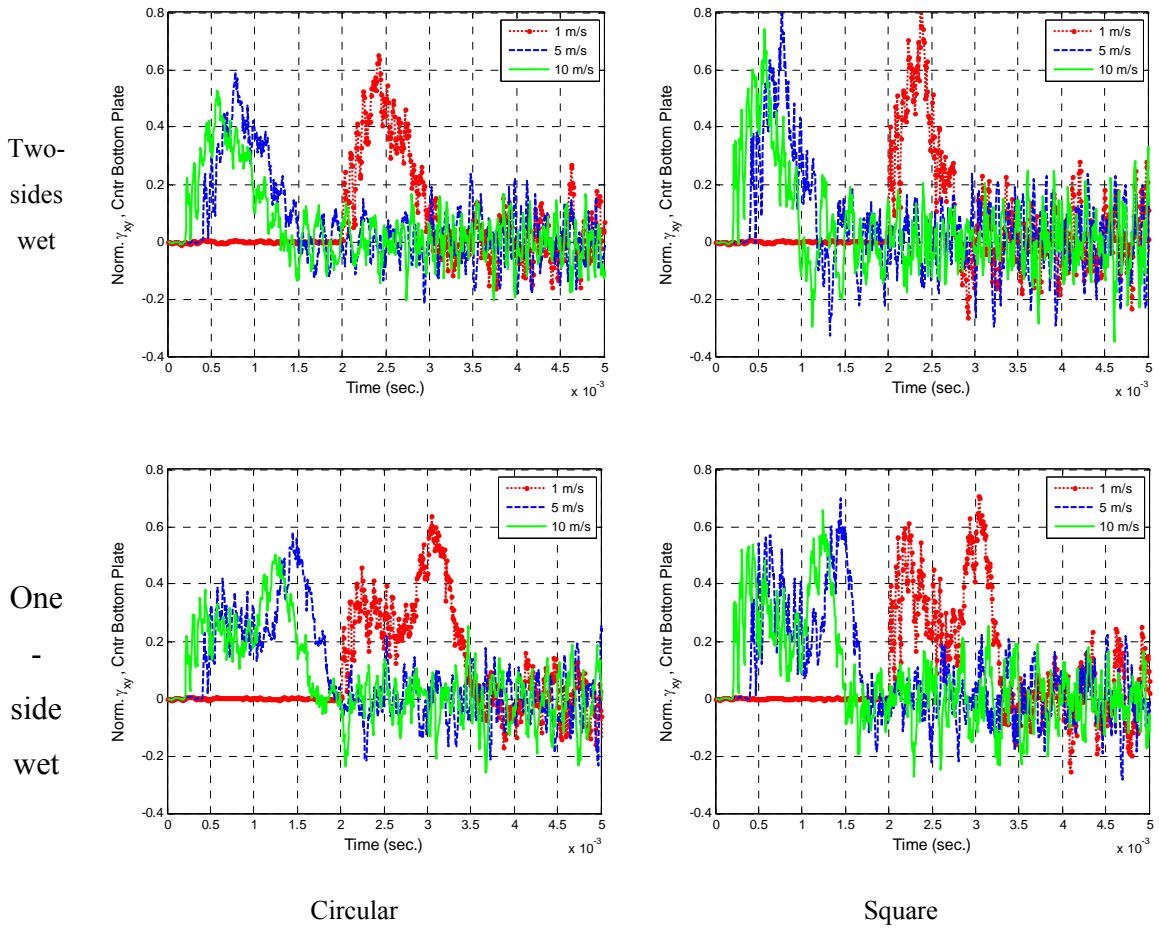 Two-
sides
wet
Norm. γxy, Cntr Bottom Plate
0.8
0.6
0.4
0.2
0
-0.2
-0.4
0 0.5 1 1.5 2 2.5 3 3.5 4 4.5 5
Time (sec.)
x 10-3
1 m/s
5 m/s
10 m/s
Norm. γxy, Cntr Bottom Plate
0.8
0.6
0.4
0.2
0
-0.2
-0.4
0 0.5 1 1.5 2 2.5 3 3.5 4 4.5 5
Time (sec.)
x 10-3
1 m/s
5 m/s
10 m/s
One
-
side
wet
Norm. γxy, Cntr Bottom Plate
0.8
0.6
0.4
0.2
0
-0.2
-0.4
0 0.5 1 1.5 2 2.5 3 3.5 4 4.5 5
Time (sec.)
x 10-3
1 m/s
5 m/s
10 m/s
Norm. γxy, Cntr Bottom Plate
0.8
0.6
0.4
0.2
0
-0.2
-0.4
0 0.5 1 1.5 2 2.5 3 3.5 4 4.5 5
Time (sec.)
x 10-3
1 m/s
5 m/s
10 m/s
Circular
Square